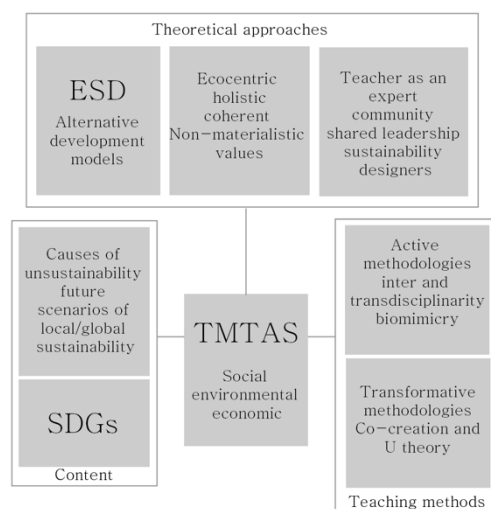 Theoretical approaches
ESD
Alternative
development
models
Ecocentric
holistic
coherent
Non-materialistic
values
Teacher as an
expert
community
shared leadership
sustainability
designers
Causes of
unsustainability
future
scenarios of
local/global
sustainability
SDGs
Content
TMTAS
Social
environmental
economic
Active
methodologies
inter and
transdisciplinarity
biomimicry
Transformative
methodologies
Co-creation and
U theory
Teaching methods